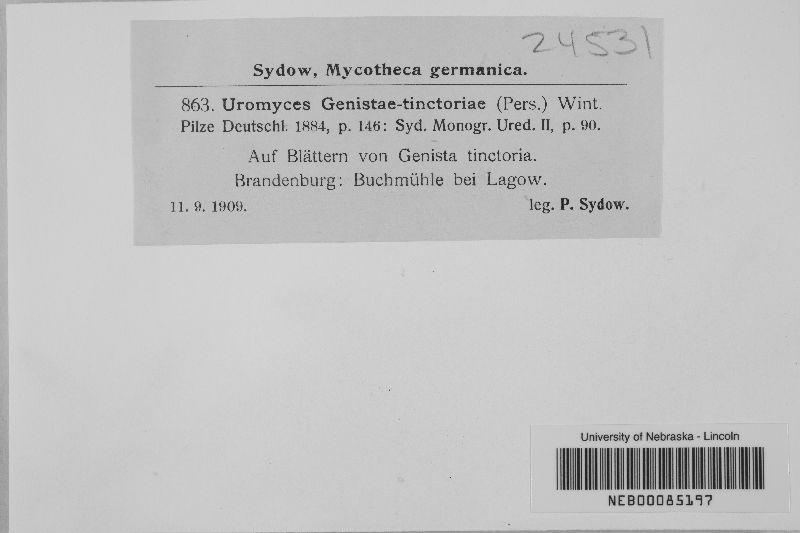 24531
Sydow, Mycotheca germanica.
863. Uromyces Genistae-tinctoriae (Pers.) Wint.
Pilze Deutschl. 1884, p. 146: Syd. Monogr. Ured. II, p. 90.
Auf Blättern von Genista tinctoria.
Brandenburg: Buchmühle bei Lagow.
11. 9. 1909. leg. P. Sydow.
University of Nebraska - Lincoln
NEB00085197